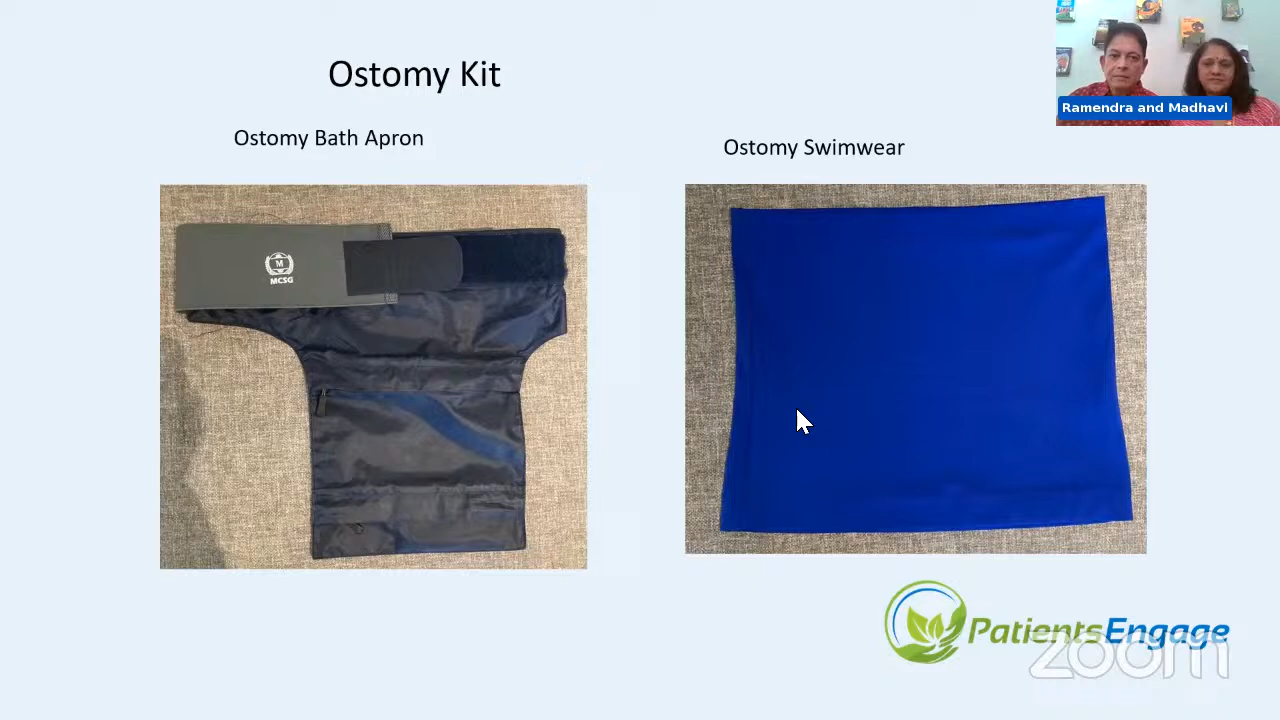 Ostomy Kit
Ramendra and Madhavi
Ostomy Bath Apron
Ostomy Swimwear
M
MCSG
PatientsEngage
zoom